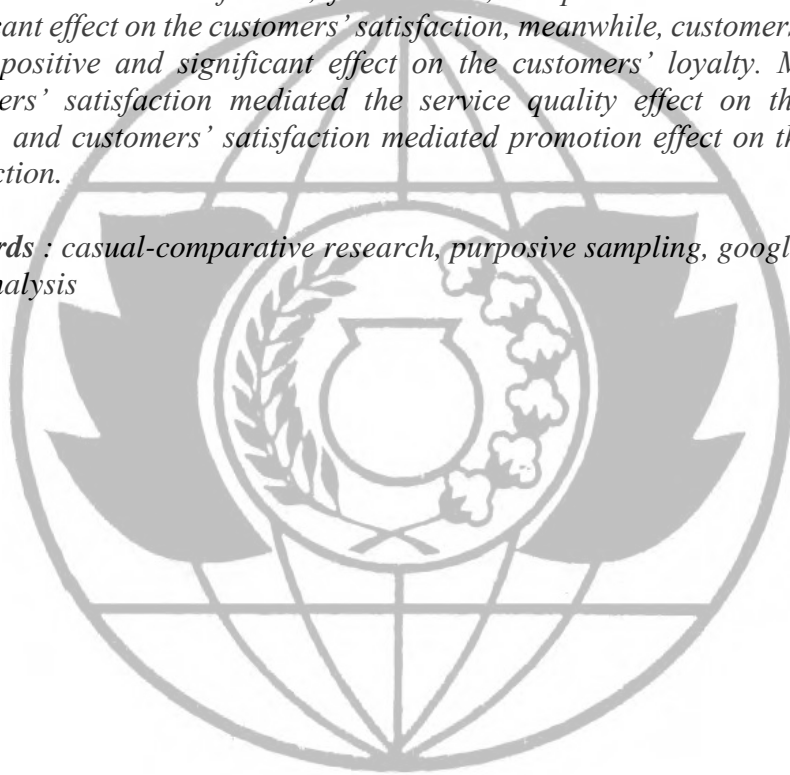 cant effect on the customers' satisfaction, meanwhile, customers
positive and significant effect on the customers' loyalty. M
ers' satisfaction mediated the service quality effect on th
and customers' satisfaction mediated promotion effect on th
ction.
rds : casual-comparative research, purposive sampling, googl
nalysis